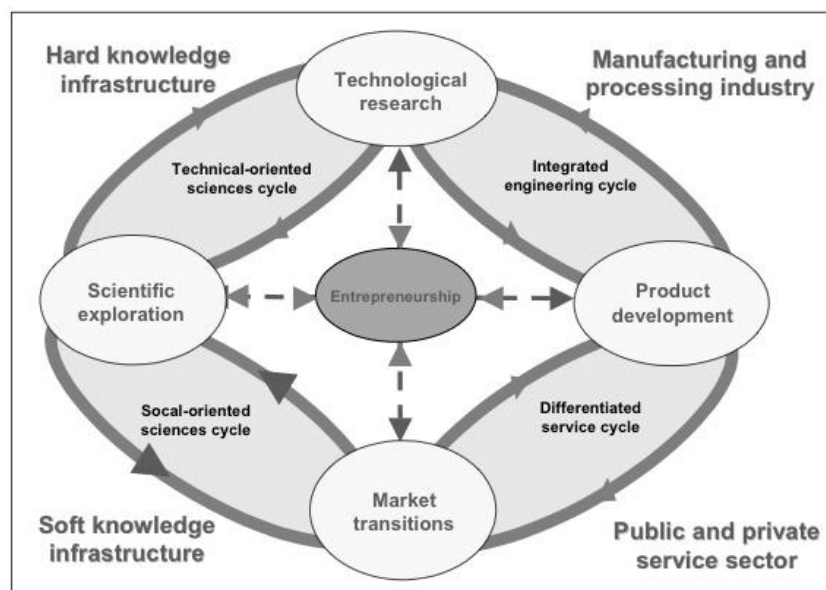 Hard knowledge
infrastructure
Technological
research
Manufacturing and
processing industry
Technical-oriented
sciences cycle
Integrated
engineering cycle
Scientific
exploration
Entrepreneurship
Product
development
Socal-oriented
sciences cycle
Differentiated
service cycle
Market
transitions
Soft knowledge
infrastructure
Public and private
service sector